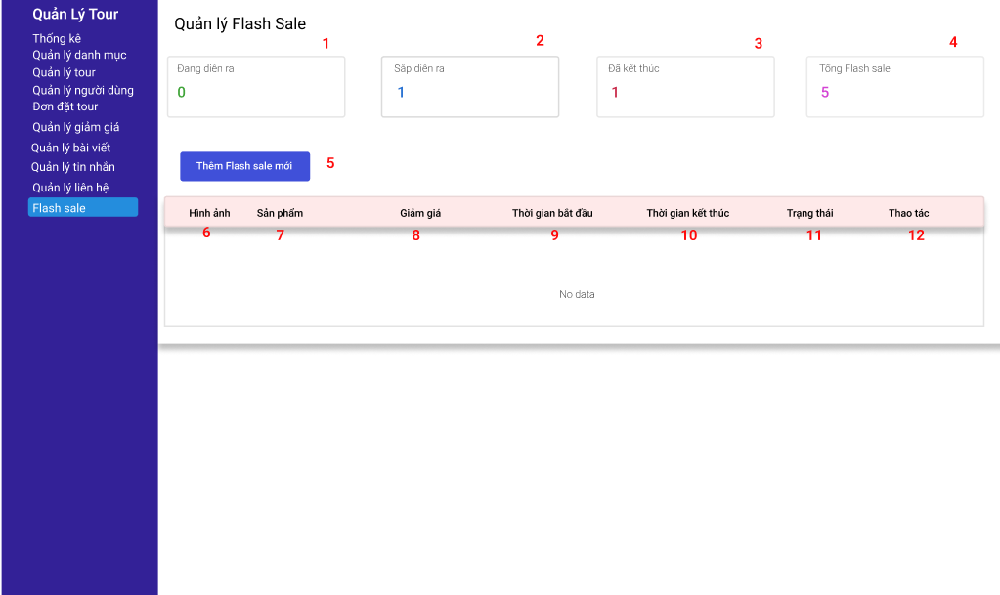 Quản Lý Tour
Thống kê
Quản lý danh mục
Quản lý tour
Quản lý người dùng
Đơn đặt tour
Quản lý giảm giá
Quản lý bài viết
Quản lý tin nhắn
Quản lý liên hệ
Flash sale
Quản lý Flash Sale
1 2 3 4
Đang diễn ra Sắp diễn ra Đã kết thúc Tổng Flash sale
0 1 1 5
Thêm Flash sale mới 5
Hình ảnh Sản phẩm Giảm giá Thời gian bắt đầu Thời gian kết thúc Trạng thái Thao tác
6 7 8 9 10 11 12
No data